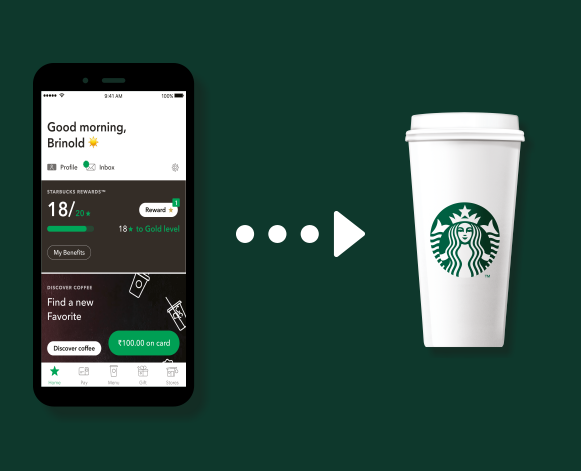 9:41 AM 100%
Good morning,
Brinold
Profile Inbox
STARBUCKS REWARDS™
18/20★
Reward ★ 1
18★ to Gold level
My Benefits
DISCOVER COFFEE
Find a new
Favorite
₹100.00 on card
Discover coffee
Home Pay Menu Gift Stores
TM